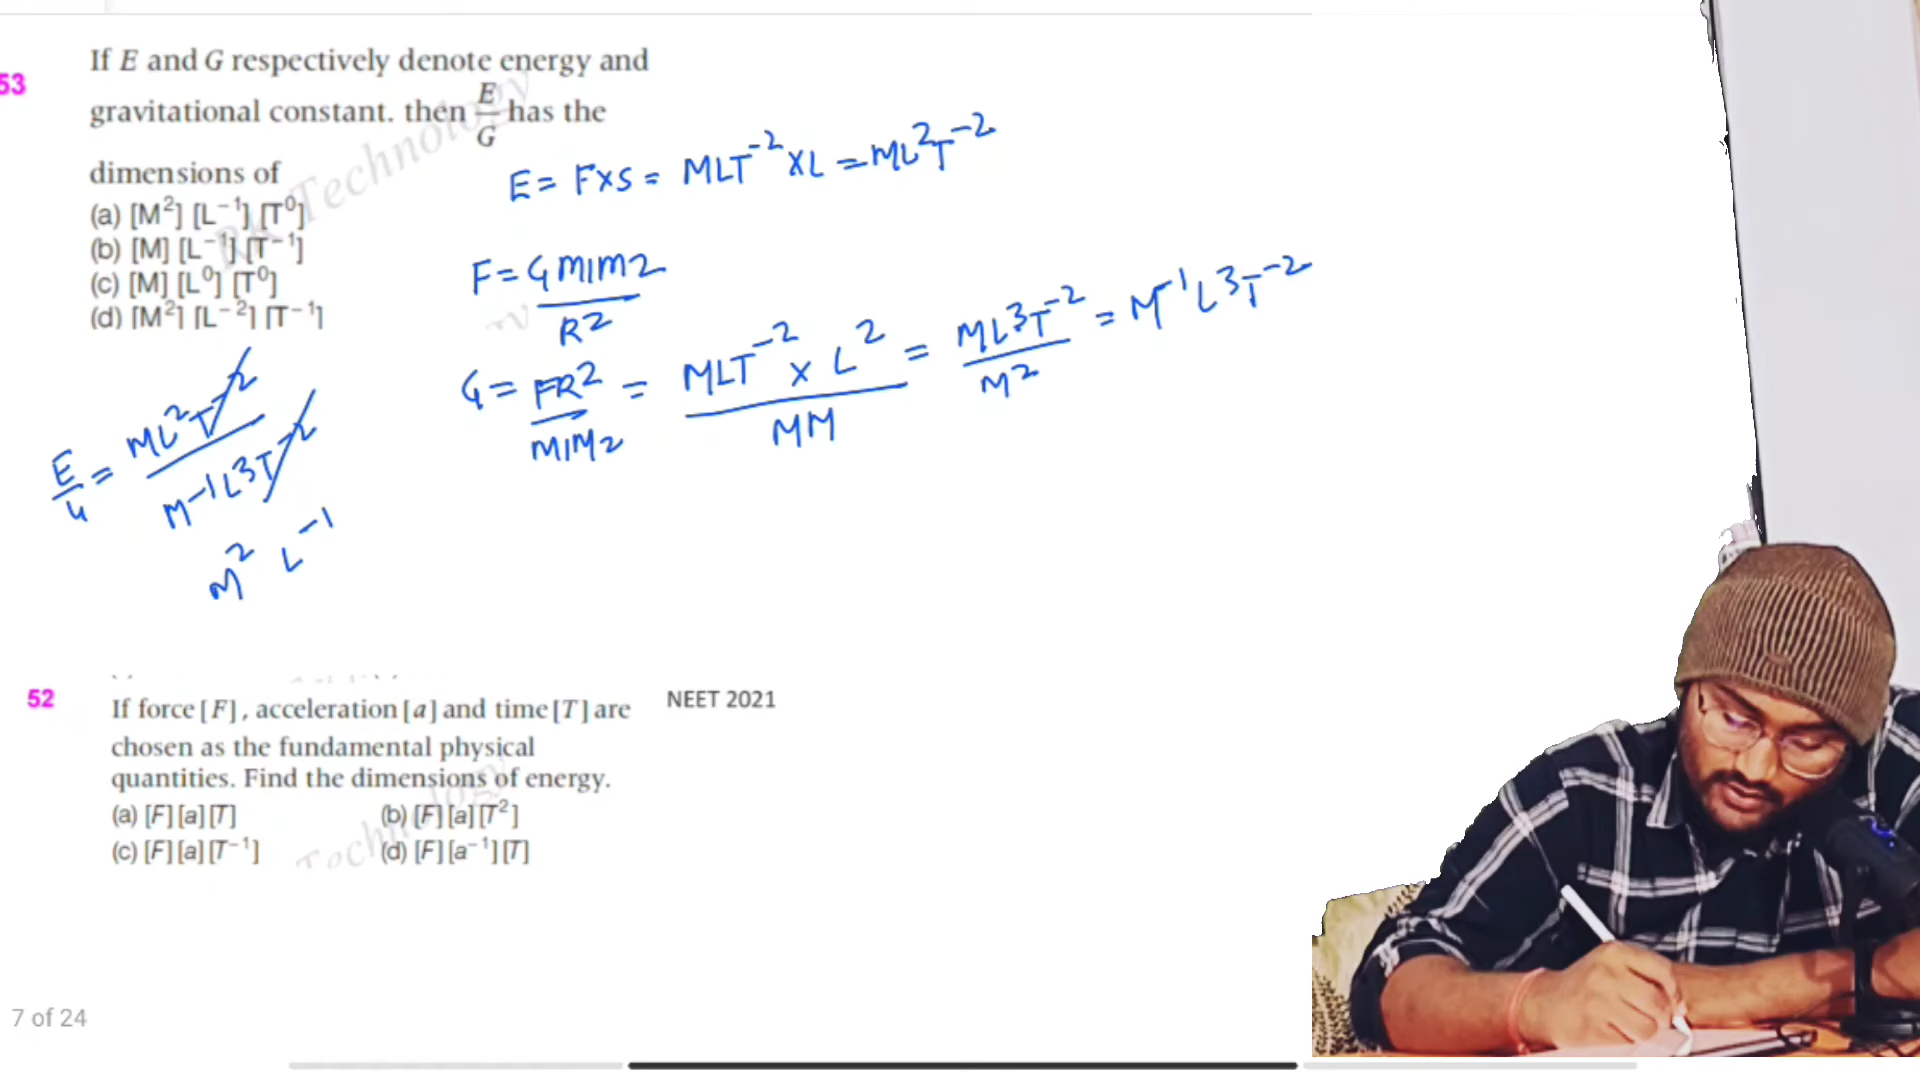 53
If E and G respectively denote energy and
gravitational constant. then E/G has the
dimensions of
(a) [M²] [L⁻¹] [T⁰]
(b) [M] [L⁻¹] [T⁻¹]
(c) [M] [L⁰] [T⁰]
(d) [M²] [L⁻²] [T⁻¹]
RK Technology
E = F×S = MLT⁻² × L = ML²T⁻²
F = G M1M2 / R²
G = FR² / M1M2 = MLT⁻² × L² / MM = ML³T⁻² / M² = M⁻¹L³T⁻²
E/G = ML²T⁻² / M⁻¹L³T⁻²
M² L⁻¹
52
If force [F], acceleration [a] and time [T] are
NEET 2021
chosen as the fundamental physical
quantities. Find the dimensions of energy.
(a) [F] [a] [T]
(b) [F] [a] [T²]
(c) [F] [a] [T⁻¹]
(d) [F] [a⁻¹] [T]
Technology
7 of 24